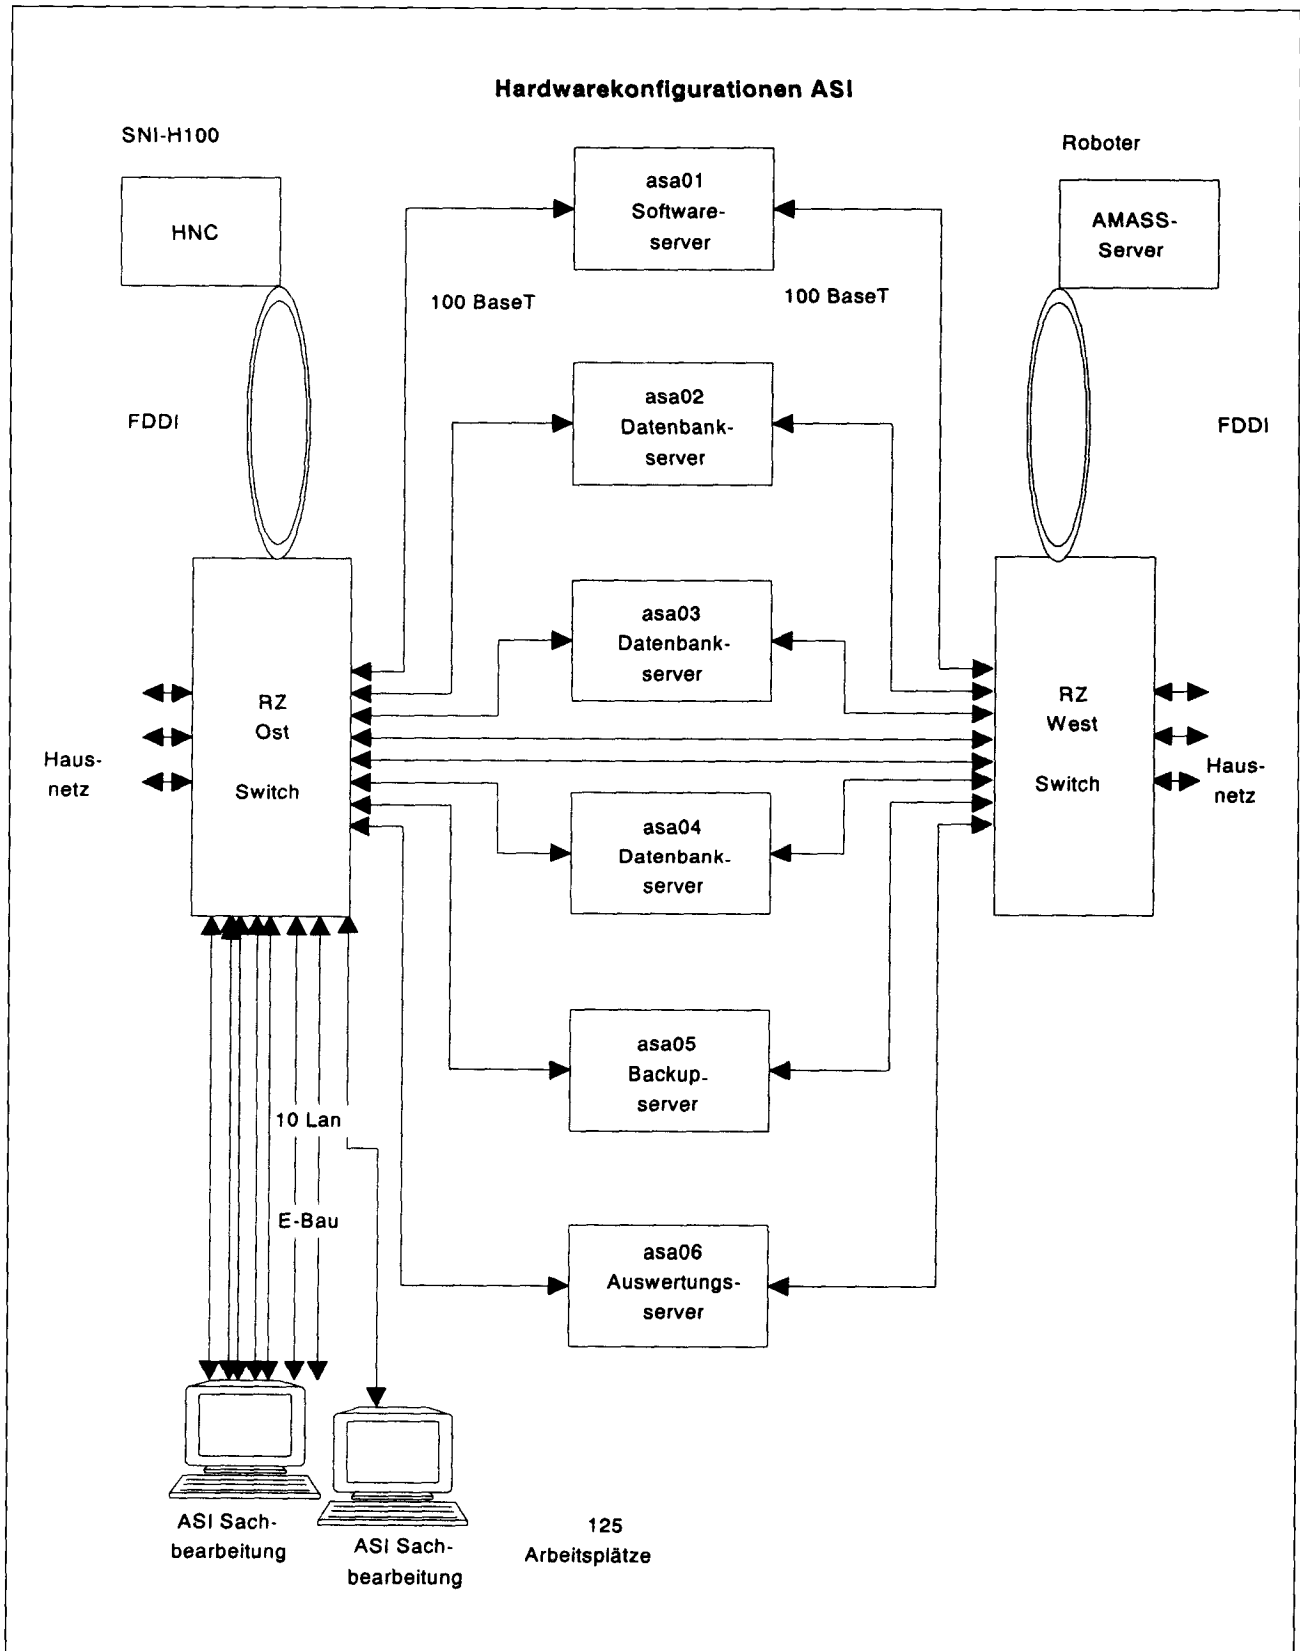 Hardwarekonfigurationen ASI
SNI-H100
Roboter
HNC
asa01
Software-
server
AMASS-
Server
100 BaseT
100 BaseT
FDDI
asa02
Datenbank-
server
FDDI
asa03
Datenbank-
server
RZ
Ost
Switch
RZ
West
Switch
Haus-
netz
Haus-
netz
asa04
Datenbank-
server
asa05
Backup-
server
10 Lan
E-Bau
asa06
Auswertungs-
server
ASI Sach-
bearbeitung
ASI Sach-
bearbeitung
125
Arbeitsplätze